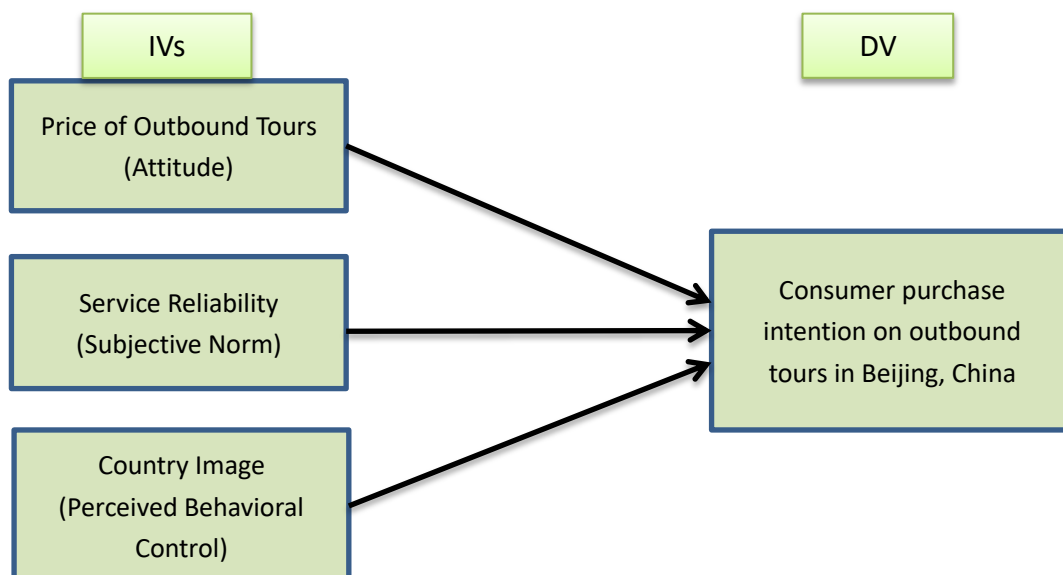 IVs
DV
Price of Outbound Tours
(Attitude)
Service Reliability
(Subjective Norm)
Consumer purchase
intention on outbound
tours in Beijing, China
Country Image
(Perceived Behavioral
Control)